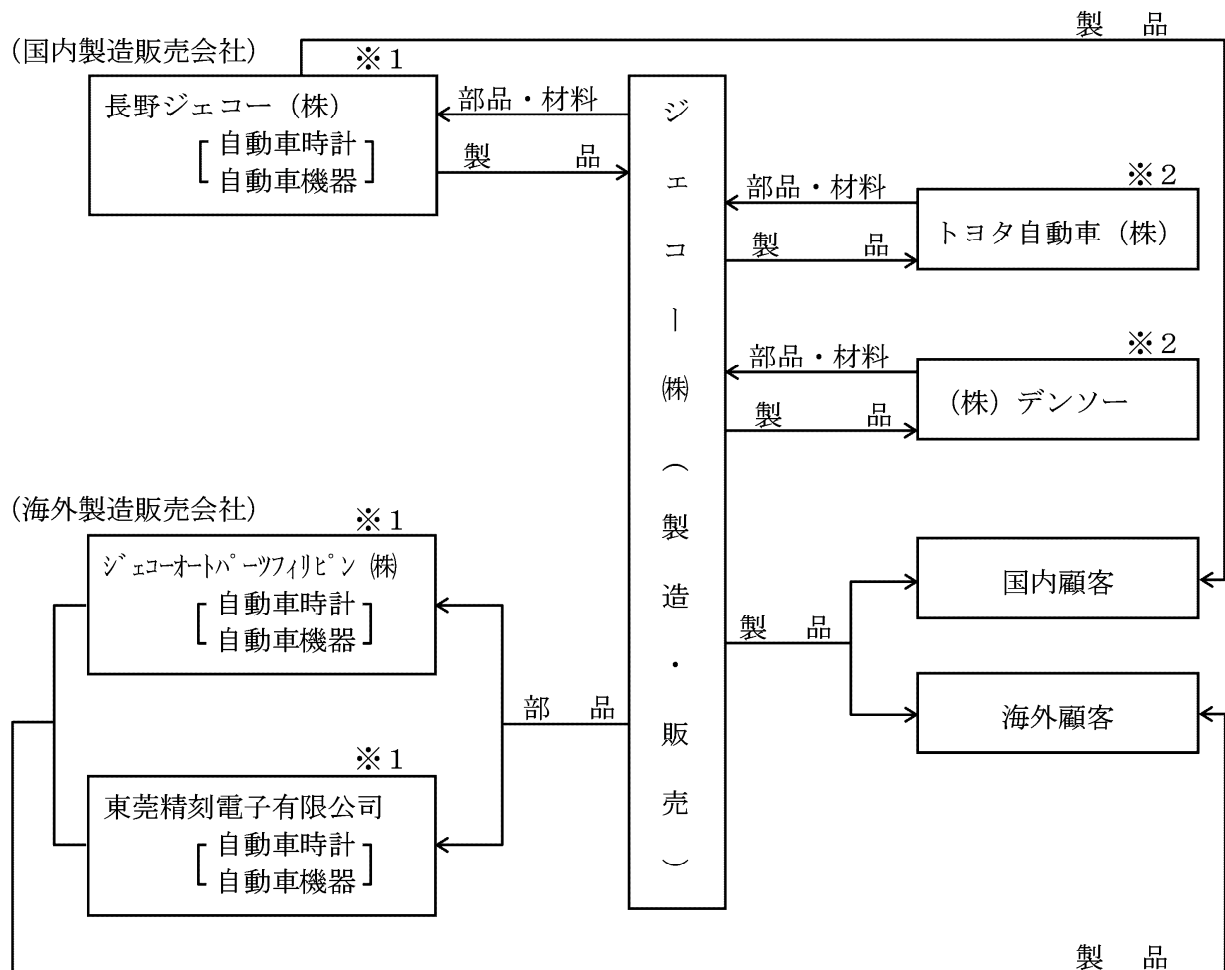 製 品
(国内製造販売会社)
※1
長野ジェコー (株)
自動車時計
自動車機器
部品・材料
製 品
ジェコー㈱(製造・販売)
※2
部品・材料
トヨタ自動車 (株)
製 品
※2
部品・材料
(株) デンソー
製 品
(海外製造販売会社)
※1
ジェコーオートパーツフィリピン (株)
自動車時計
自動車機器
国内顧客
製 品
海外顧客
部 品
※1
東莞精刻電子有限公司
自動車時計
自動車機器
製 品